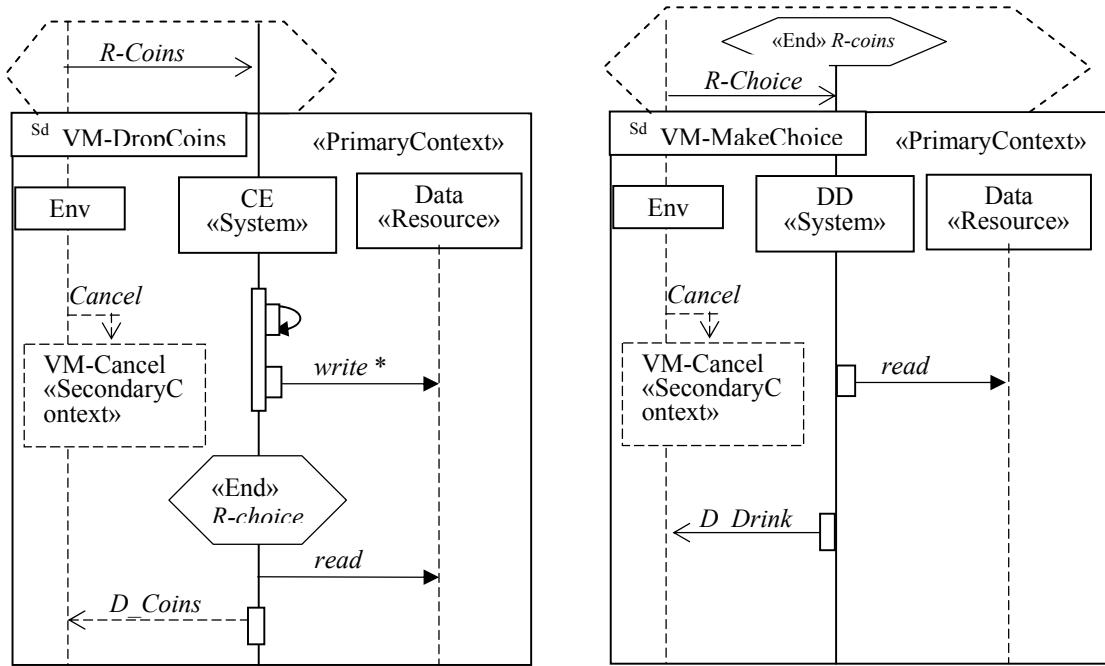 R-Coins
Sd VM-DropCoins
«PrimaryContext»
Env
CE
«System»
Data
«Resource»
Cancel
VM-Cancel
«SecondaryC
ontext»
write *
«End»
R-choice
read
D_Coins
«End» R-coins
R-Choice
Sd VM-MakeChoice
«PrimaryContext»
Env
DD
«System»
Data
«Resource»
Cancel
VM-Cancel
«SecondaryC
ontext»
read
D_Drink